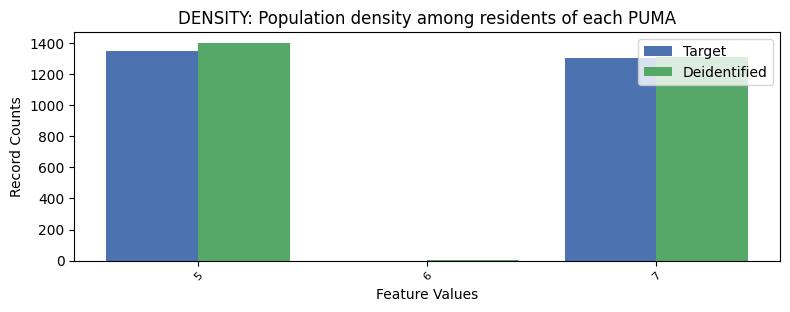 DENSITY: Population density among residents of each PUMA
Target
Deidentified
Record Counts
1400
1200
1000
800
600
400
200
0
5
6
7
Feature Values